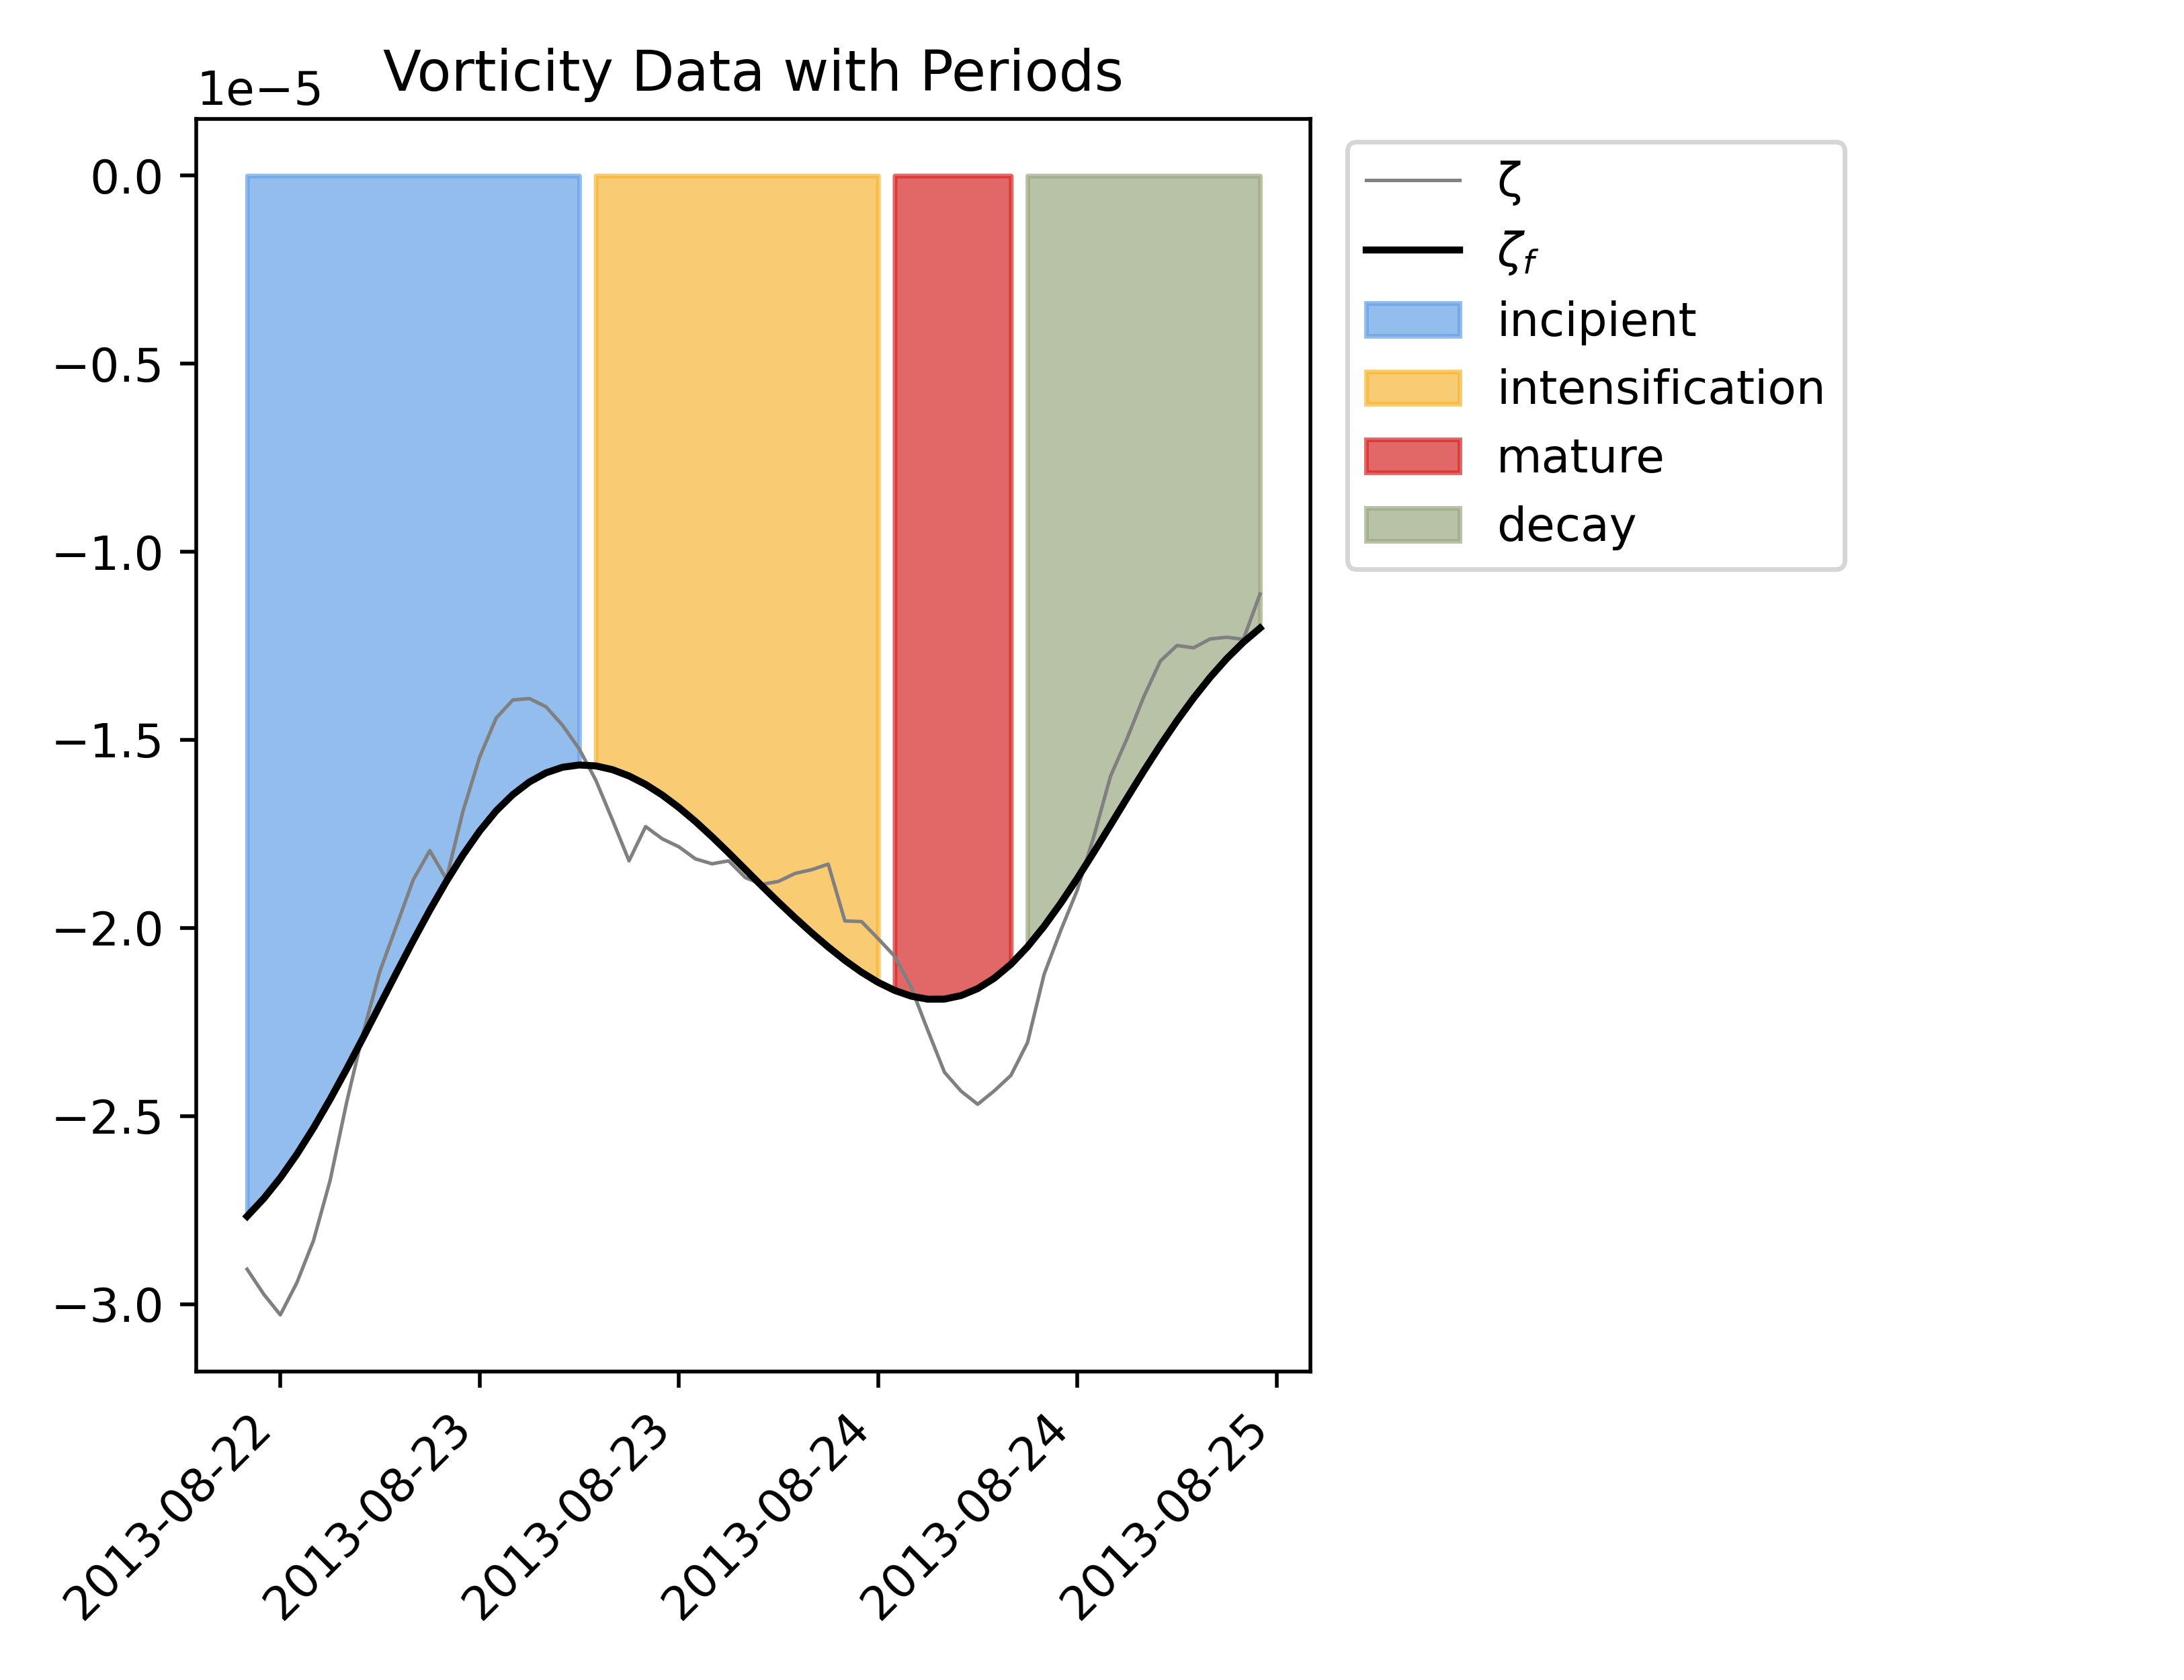 Vorticity Data with Periods
1e−5
0.0
−0.5
−1.0
−1.5
−2.0
−2.5
−3.0
2013-08-22
2013-08-23
2013-08-23
2013-08-24
2013-08-24
2013-08-25
ζ
ζf
incipient
intensification
mature
decay